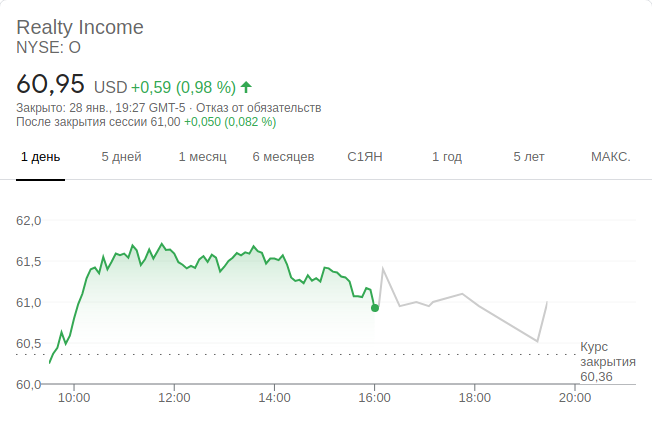 Realty Income
NYSE: O
60,95 USD +0,59 (0,98 %)
Закрыто: 28 янв., 19:27 GMT-5 · Отказ от обязательств
После закрытия сессии 61,00 +0,050 (0,082 %)
1 день 5 дней 1 месяц 6 месяцев С1ЯН 1 год 5 лет МАКС.
62,0
61,5
61,0
60,5
60,0
Курс
закрытия
60,36
10:00 12:00 14:00 16:00 18:00 20:00